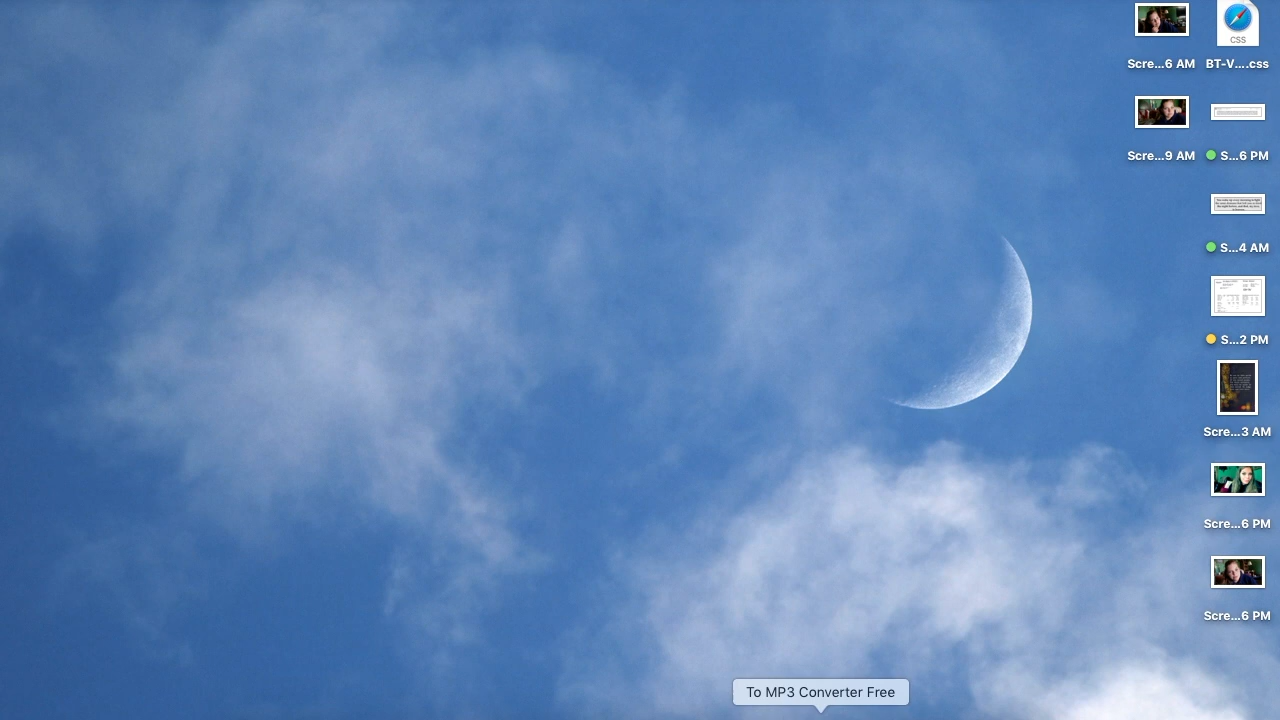 CSS
Scre...6 AM
BT-V....css
Scre...9 AM
S...6 PM
S...4 AM
S...2 PM
Scre...3 AM
Scre...6 PM
Scre...6 PM
To MP3 Converter Free